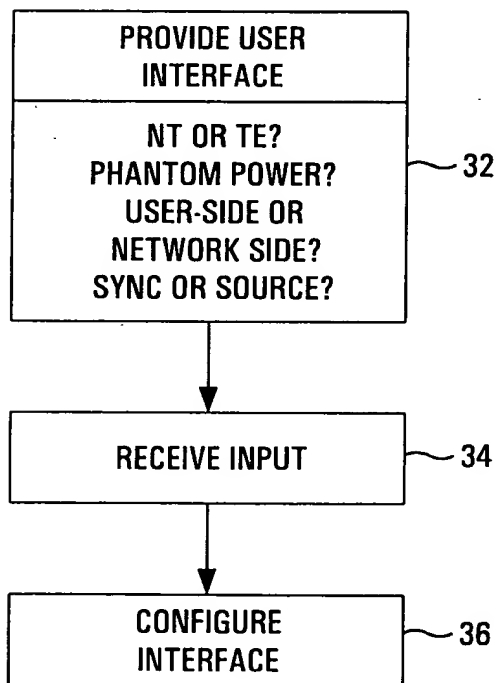 PROVIDE USER
INTERFACE
NT OR TE?
PHANTOM POWER?
USER-SIDE OR
NETWORK SIDE?
SYNC OR SOURCE?
32
RECEIVE INPUT
34
CONFIGURE
INTERFACE
36